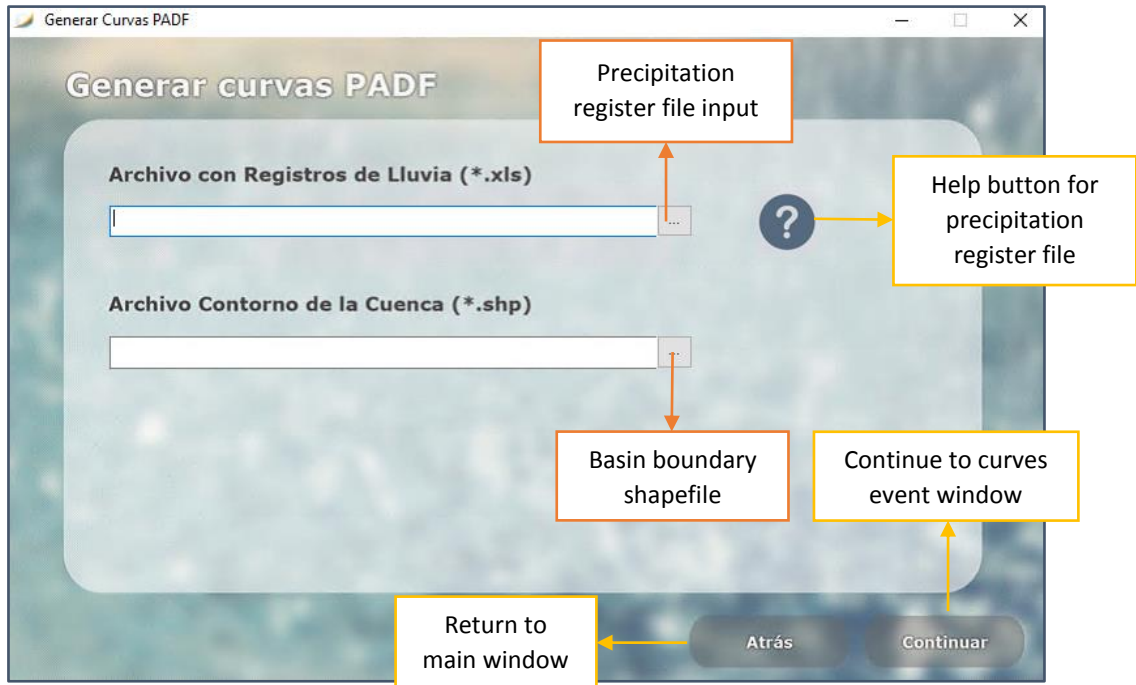 Generar Curvas PADF
Generar curvas PADF
Precipitation
register file input
Archivo con Registros de Lluvia (*.xls)
...
?
Help button for
precipitation
register file
Archivo Contorno de la Cuenca (*.shp)
...
Basin boundary
shapefile
Continue to curves
event window
Return to
main window
Atrás
Continuar